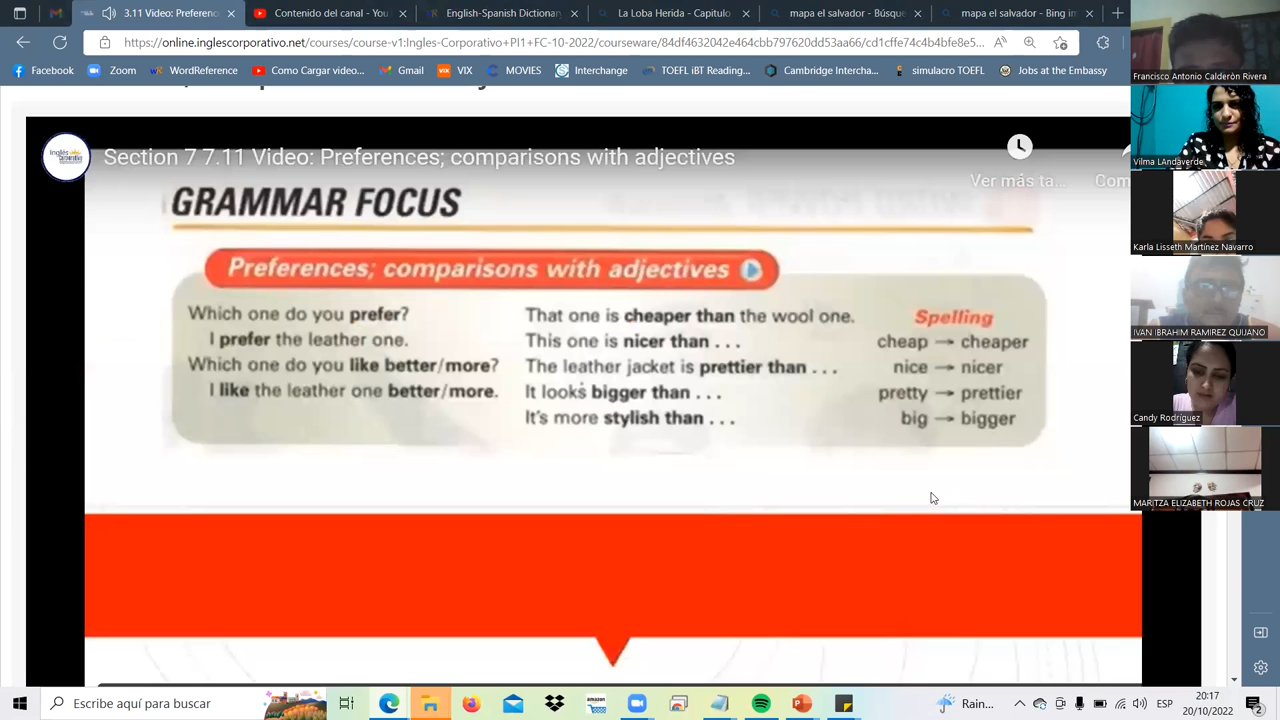 3.11 Video: Preferenc
Contenido del canal - You
English-Spanish Dictionary
La Loba Herida - Capitulo
mapa el salvador - Búsque
mapa el salvador - Bing im
https://online.inglescorporativo.net/courses/course-v1:Ingles-Corporativo+PI1+FC-10-2022/courseware/84df4632042e464cbb797620dd53aa66/cd1cffe74c4b4bfe8e5...
Facebook
Zoom
WordReference
Como Cargar video...
Gmail
VIX
MOVIES
Interchange
TOEFL iBT Reading...
Cambridge Intercha...
simulacro TOEFL
Jobs at the Embassy
Section 7 7.11 Video: Preferences; comparisons with adjectives
Ver más ta...
Com
GRAMMAR FOCUS
Preferences; comparisons with adjectives
Which one do you prefer?
I prefer the leather one.
Which one do you like better/more?
I like the leather one better/more.
That one is cheaper than the wool one.
This one is nicer than . . .
The leather jacket is prettier than . . .
It looks bigger than . . .
It's more stylish than . . .
Spelling
cheap → cheaper
nice → nicer
pretty → prettier
big → bigger
Francisco Antonio Calderón Rivera
Vilma LAndaverde
Karla Lisseth Martínez Navarro
IVAN IBRAHIM RAMIREZ QUIJANO
Candy Rodríguez
MARITZA ELIZABETH ROJAS CRUZ
Escribe aquí para buscar
Rain...
ESP
20:17
20/10/2022
2